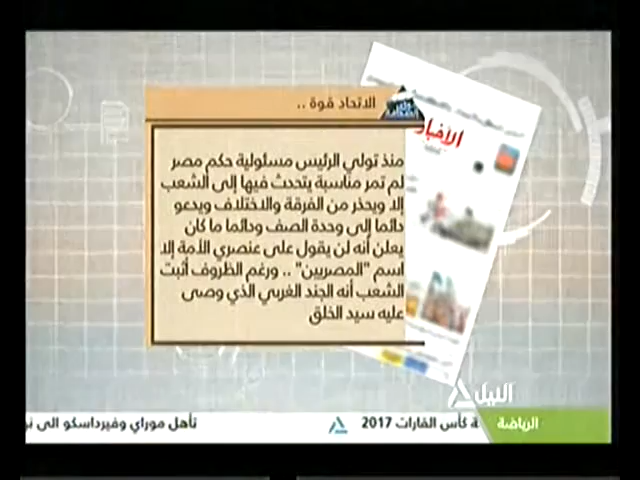 الاتحاد قوة ..
الأخبار
منذ تولي الرئيس مسئولية حكم مصر
لم تمر مناسبة يتحدث فيها إلى الشعب
إلا ويحذر من الفرقة والاختلاف ويدعو
دائما إلى وحدة الصف ودائما ما كان
يعلن أنه لن يقول على عنصري الأمة إلا
اسم "المصريين" .. ورغم الظروف أثبت
الشعب أنه الجند الغربي الذي وصى
عليه سيد الخلق
النيل
الرياضة
كأس القارات 2017
تأهل موراي وفيرداسكو الى